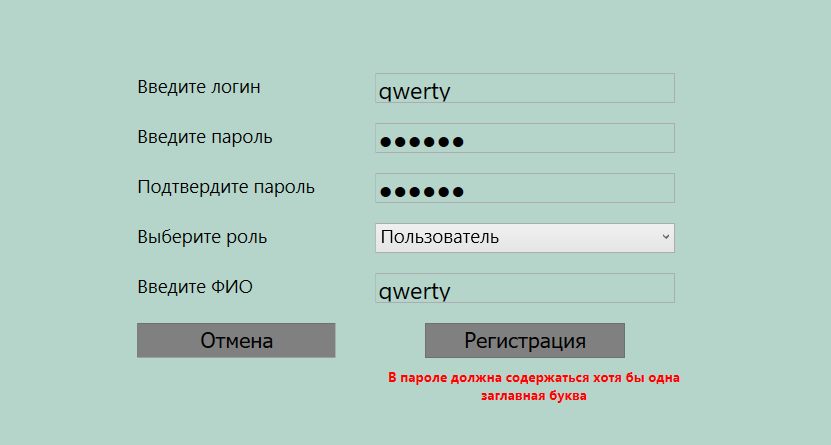 Введите логин qwerty
Введите пароль ●●●●●●
Подтвердите пароль ●●●●●●
Выберите роль Пользователь
Введите ФИО qwerty
Отмена Регистрация
В пароле должна содержаться хотя бы одна
заглавная буква